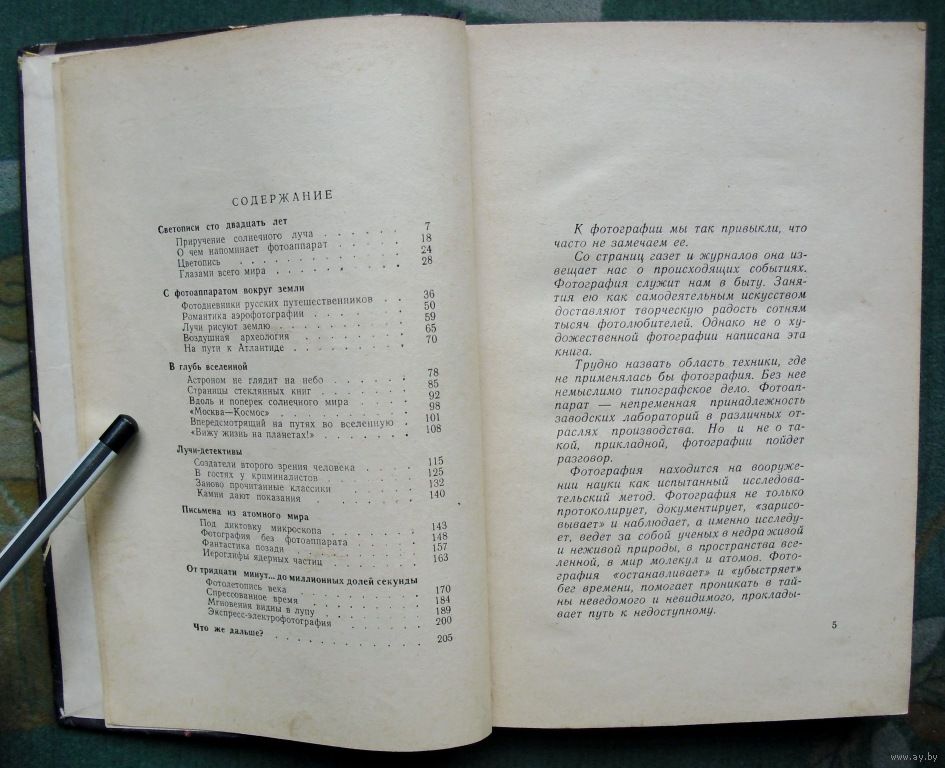 СОДЕРЖАНИЕ
Светописи сто двадцать лет
Приручение солнечного луча . . . . . 7
О чем напоминает фотоаппарат . . . . 18
Цветопись . . . . . . . . . . 24
Глазами всего мира . . . . . . . 28
С фотоаппаратом вокруг земли
Фотодневники русских путешественников . . 36
Романтика аэрофотографии . . . . . 50
Лучи рисуют землю . . . . . . . 59
Воздушная археология . . . . . . 65
На пути к Атлантиде . . . . . . 70
В глубь вселенной
Астроном не глядит на небо . . . . . 78
Страницы стеклянных книг . . . . . 85
Вдоль и поперек солнечного мира . . . . 92
«Москва—Космос» . . . . . . . 98
Впередсмотрящий на путях во вселенную . . 101
«Вижу жизнь на планетах!» . . . . . 108
Лучи-детективы
Создатели второго зрения человека . . . . 115
В гостях у криминалистов . . . . . 125
Заново прочитанные классики . . . . . 132
Камни дают показания . . . . . . 140
Письмена из атомного мира
Под диктовку микроскопа . . . . . 143
Фотография без фотоаппарата . . . . . 148
Фантастика позади . . . . . . . 157
Иероглифы ядерных частиц . . . . . 163
От тридцати минут... до миллионных долей секунды
Фотолетопись века . . . . . . . 170
Спрессованное время . . . . . . 184
Мгновения видны в лупу . . . . . . 189
Экспресс-электрофотография . . . . . 200
Что же дальше? . . . . . . . . 205
К фотографии мы так привыкли, что
часто не замечаем ее.
Со страниц газет и журналов она из-
вещает нас о происходящих событиях.
Фотография служит нам в быту. Заня-
тия ею как самодеятельным искусством
доставляют творческую радость сотням
тысяч фотолюбителей. Однако не о ху-
дожественной фотографии написана эта
книга.
Трудно назвать область техники, где
не применялась бы фотография. Без нее
немыслимо типографское дело. Фотоап-
парат — непременная принадлежность
заводских лабораторий в различных от-
раслях производства. Но и не о та-
кой, прикладной, фотографии пойдет
разговор.
Фотография находится на вооруже-
нии науки как испытанный исследова-
тельский метод. Фотография не только
протоколирует, документирует, «зарисо-
вывает» и наблюдает, а именно исследу-
ет, ведет за собой ученых в недра живой
и неживой природы, в пространства все-
ленной, в мир молекул и атомов. Фото-
графия «останавливает» и «убыстряет»
бег времени, помогает проникать в тай-
ны неведомого и невидимого, проклады-
вает путь к недоступному.
5
www.ay.by